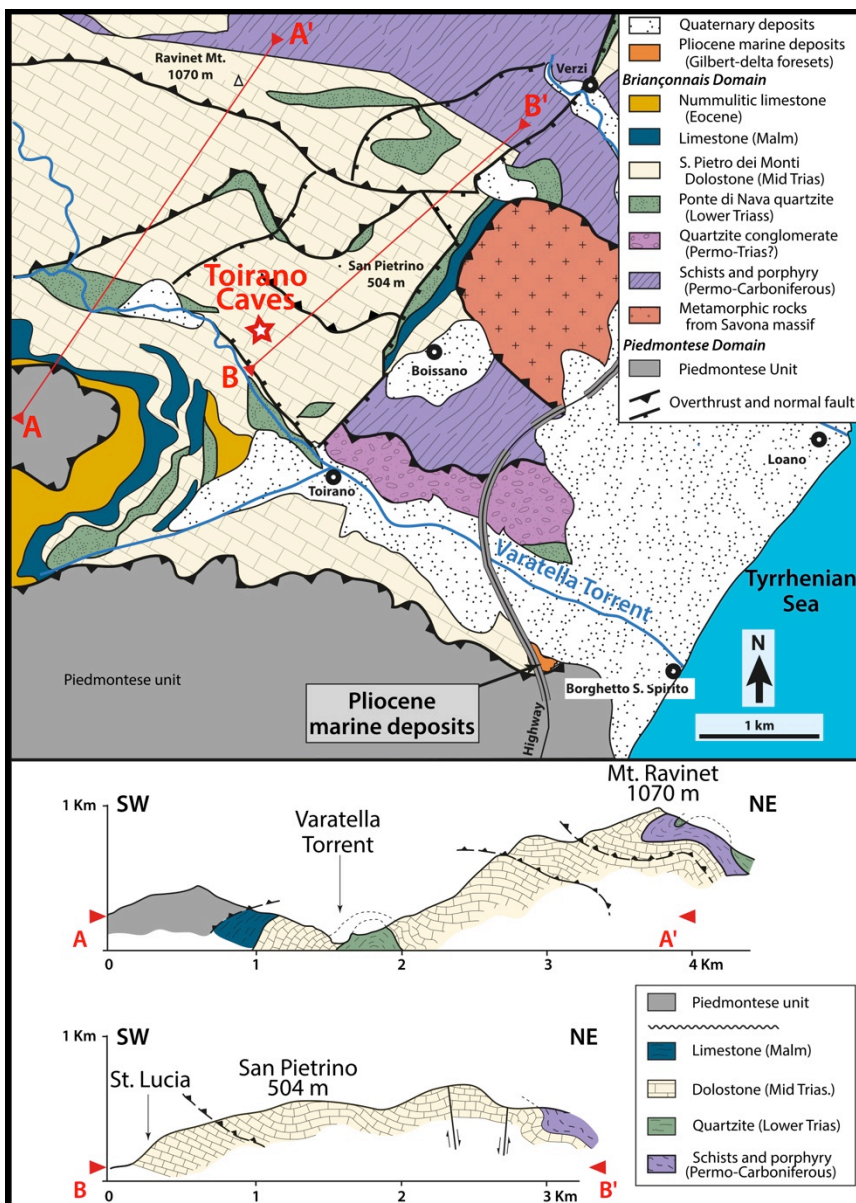 A'
Ravinet Mt.
1070 m
Verzi
B'
Toirano
Caves
San Pietrino
504 m
B
A
Boissano
Toirano
Loano
Varatella Torrent
Tyrrhenian
Sea
Piedmontese unit
Pliocene
marine deposits
Highway
Borghetto S. Spirito
N
1 km
Quaternary deposits
Pliocene marine deposits
(Gilbert-delta foresets)
Briançonnais Domain
Nummulitic limestone
(Eocene)
Limestone (Malm)
S. Pietro dei Monti
Dolostone (Mid Trias)
Ponte di Nava quartzite
(Lower Triass)
Quartzite conglomerate
(Permo-Trias?)
Schists and porphyry
(Permo-Carboniferous)
Metamorphic rocks
from Savona massif
Piedmontese Domain
Piedmontese Unit
Overthrust and normal fault
1 Km
SW
Varatella
Torrent
Mt. Ravinet
1070 m
NE
A
A'
0
1
2
3
4 Km
1 Km
SW
St. Lucia
San Pietrino
504 m
NE
B
B'
0
1
2
3 Km
Piedmontese unit
Limestone (Malm)
Dolostone (Mid Trias.)
Quartzite (Lower Trias)
Schists and porphyry
(Permo-Carboniferous)